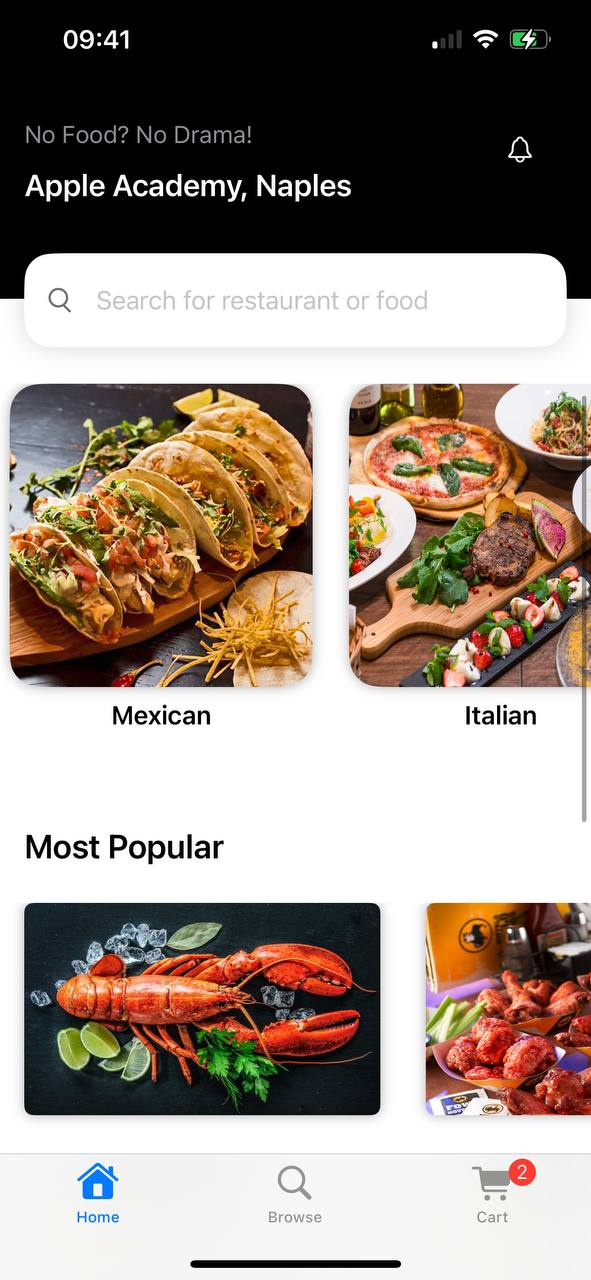 09:41
No Food? No Drama!
Apple Academy, Naples
Search for restaurant or food
Mexican
Italian
Most Popular
Home
Browse
Cart
2